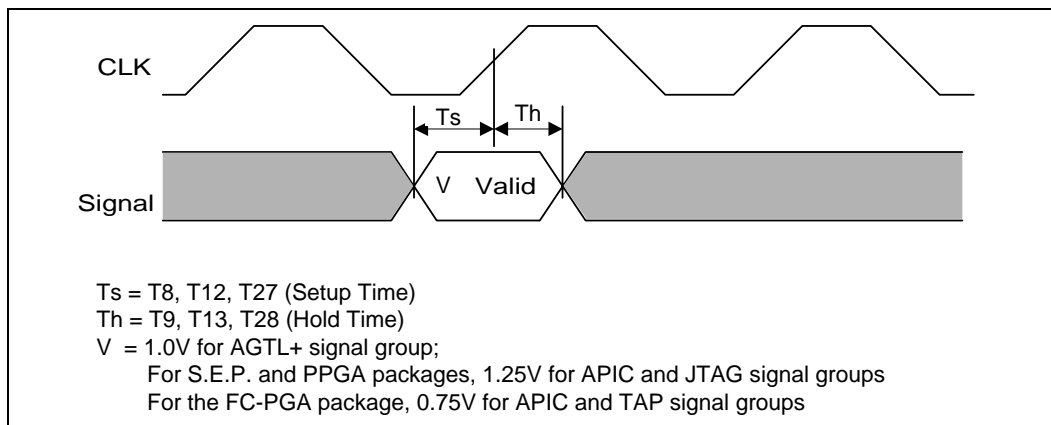 CLK
Ts Th
V Valid
Signal
Ts = T8, T12, T27 (Setup Time)
Th = T9, T13, T28 (Hold Time)
V = 1.0V for AGTL+ signal group;
For S.E.P. and PPGA packages, 1.25V for APIC and JTAG signal groups
For the FC-PGA package, 0.75V for APIC and TAP signal groups